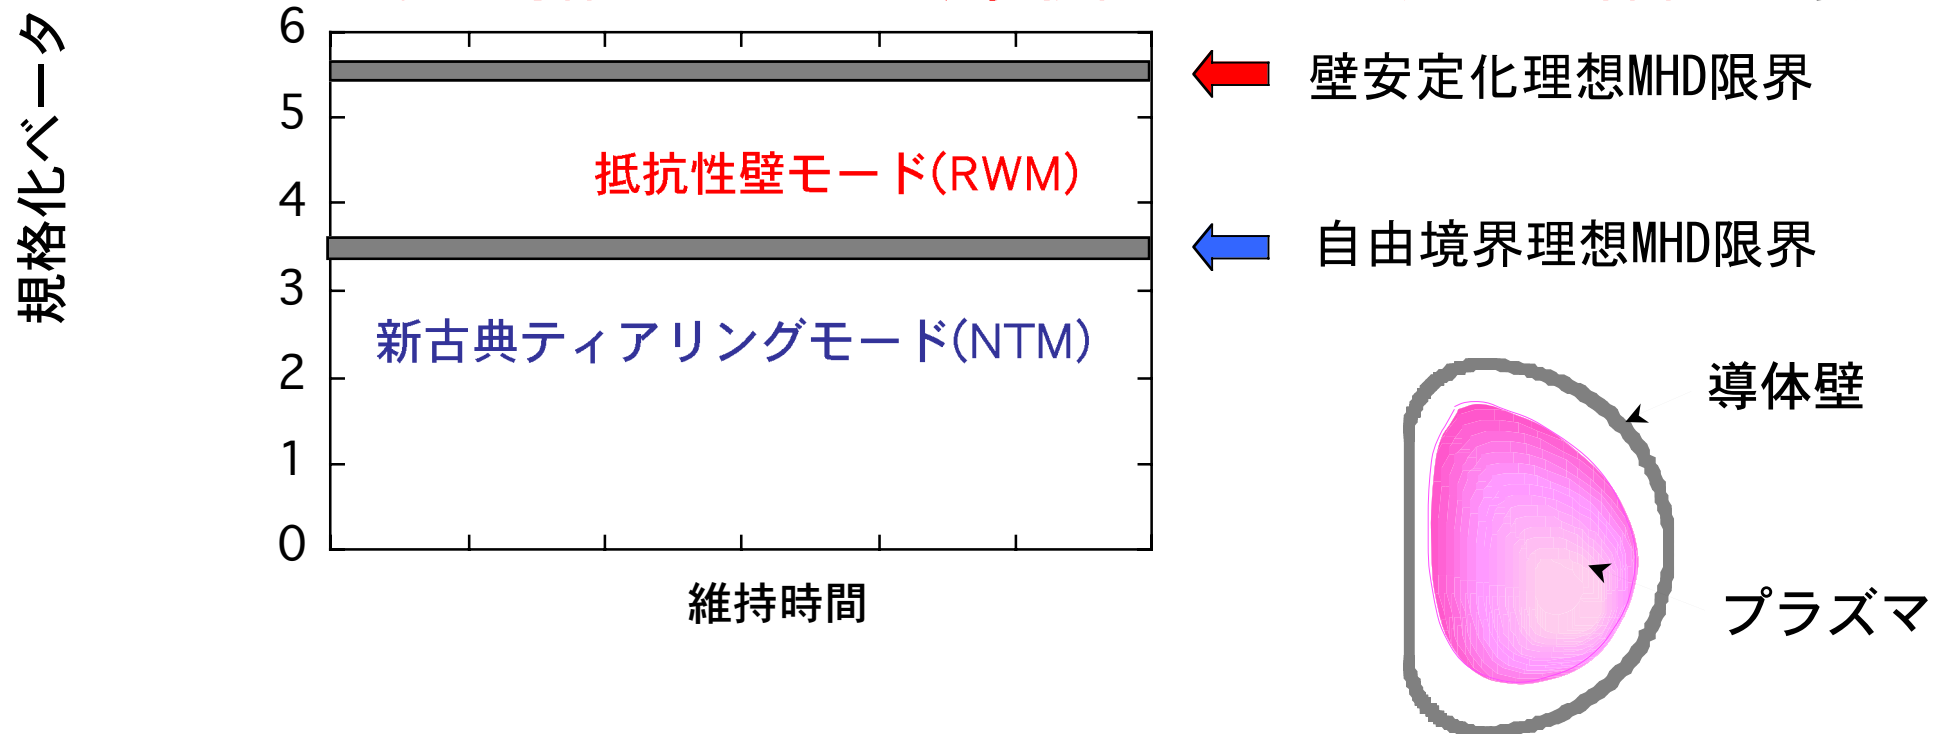 規格化ベータ
6
5
4
3
2
1
0
壁安定化理想MHD限界
抵抗性壁モード(RWM)
自由境界理想MHD限界
新古典ティアリングモード(NTM)
維持時間
導体壁
プラズマ